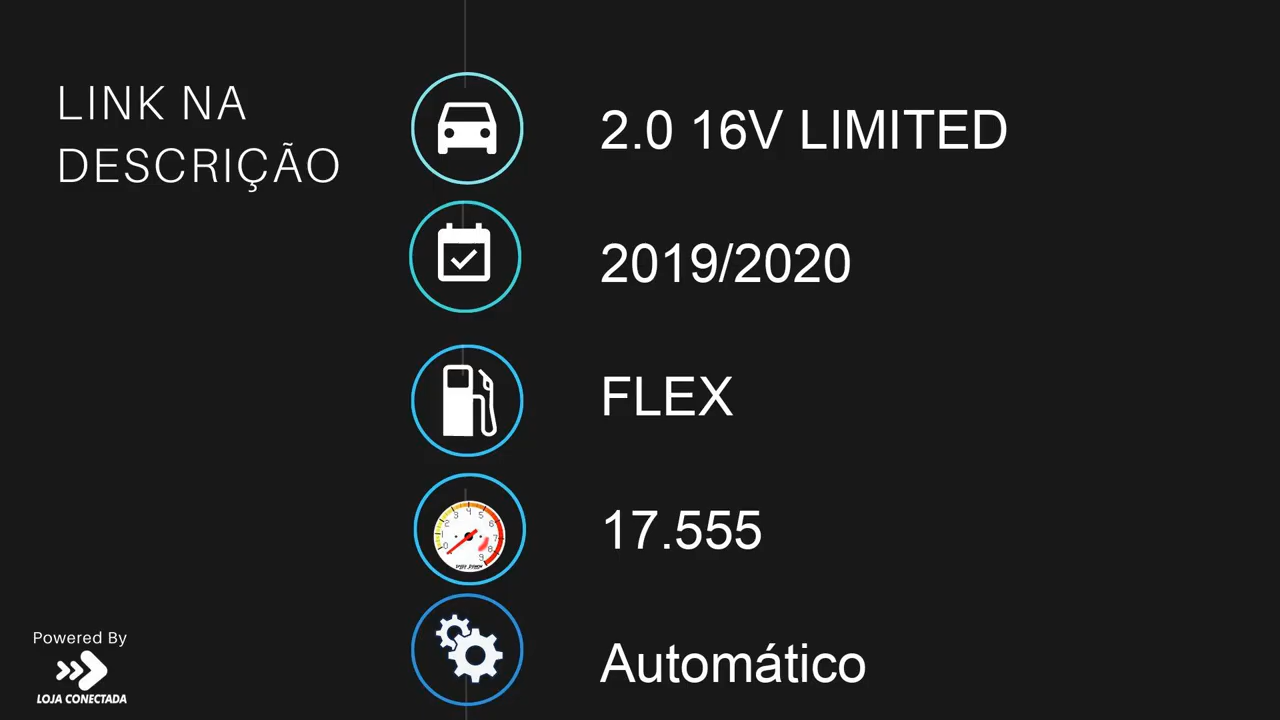 LINK NA
DESCRIÇÃO
2.0 16V LIMITED
2019/2020
FLEX
17.555
Automático
Powered By
LOJA CONECTADA